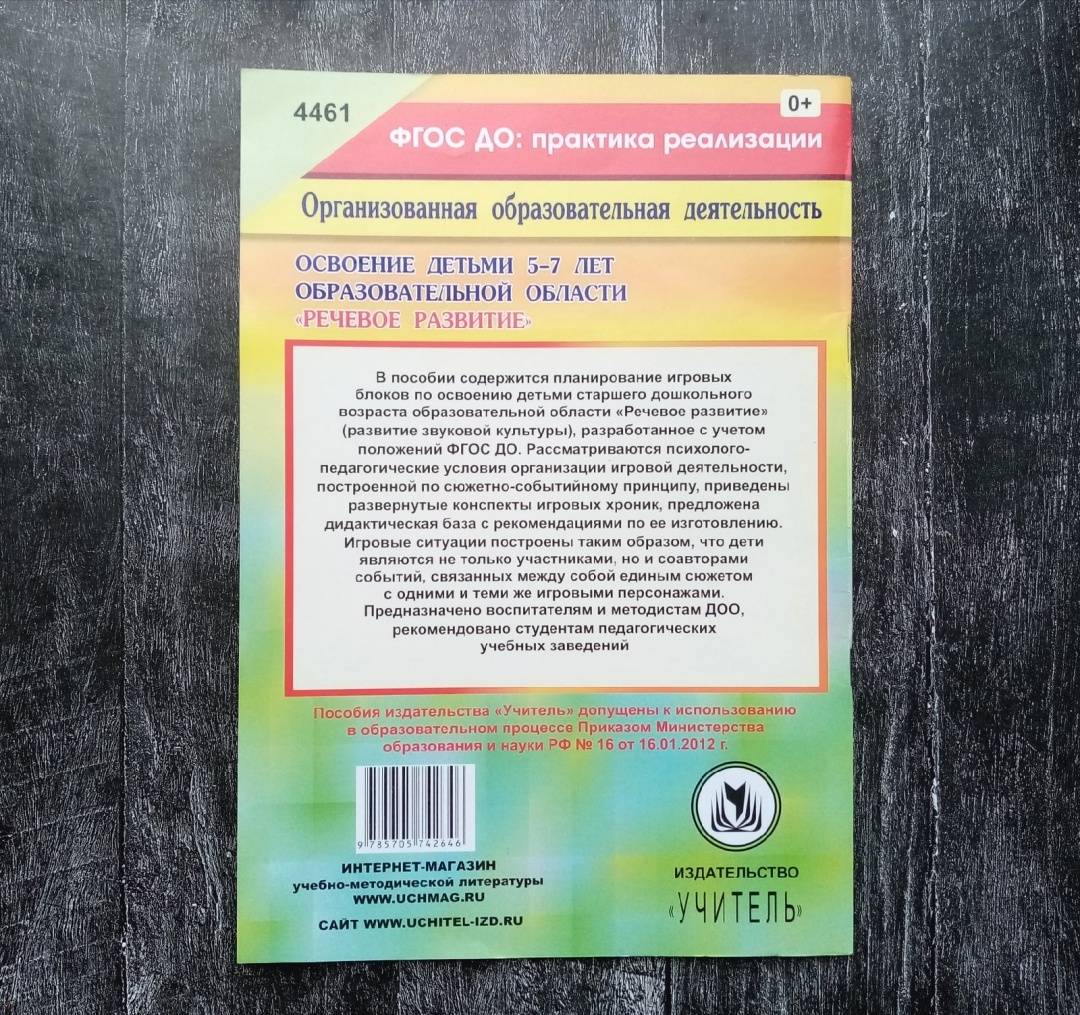 4461
0+
ФГОС ДО: практика реализации
Организованная образовательная деятельность
ОСВОЕНИЕ ДЕТЬМИ 5–7 ЛЕТ
ОБРАЗОВАТЕЛЬНОЙ ОБЛАСТИ
«РЕЧЕВОЕ РАЗВИТИЕ»
В пособии содержится планирование игровых
блоков по освоению детьми старшего дошкольного
возраста образовательной области «Речевое развитие»
(развитие звуковой культуры), разработанное с учетом
положений ФГОС ДО. Рассматриваются психолого-
педагогические условия организации игровой деятельности,
построенной по сюжетно-событийному принципу, приведены
развернутые конспекты игровых хроник, предложена
дидактическая база с рекомендациями по ее изготовлению.
Игровые ситуации построены таким образом, что дети
являются не только участниками, но и соавторами
событий, связанных между собой единым сюжетом
с одними и теми же игровыми персонажами.
Предназначено воспитателям и методистам ДОО,
рекомендовано студентам педагогических
учебных заведений
Пособия издательства «Учитель» допущены к использованию
в образовательном процессе Приказом Министерства
образования и науки РФ № 16 от 16.01.2012 г.
9 785705 742646
ИНТЕРНЕТ-МАГАЗИН
учебно-методической литературы
WWW.UCHMAG.RU
САЙТ WWW.UCHITEL-IZD.RU
ИЗДАТЕЛЬСТВО
«УЧИТЕЛЬ»